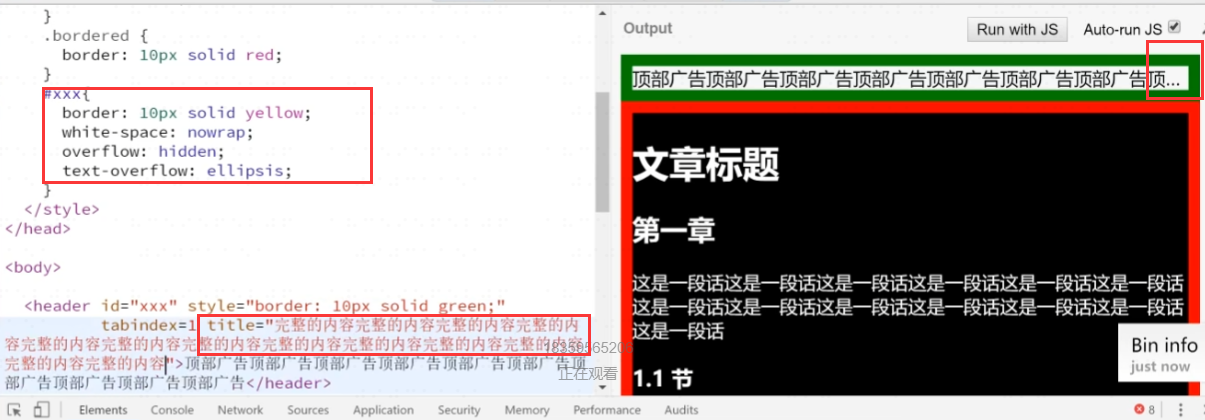 }
.bordered {
border: 10px solid red;
}
#xxx{
border: 10px solid yellow;
white-space: nowrap;
overflow: hidden;
text-overflow: ellipsis;
}
</style>
</head>
<body>
<header id="xxx" style="border: 10px solid green;"
tabindex=1 title="完整的内容完整的内容完整的内容完整的内
容完整的内容完整的内容完整的内容完整的内容完整的内容完整的内容
完整的内容完整的内容">顶部广告顶部广告顶部广告顶部广告顶部广告顶
部广告顶部广告顶部广告顶部广告</header>
Output
Run with JS
Auto-run JS
顶部广告顶部广告顶部广告顶部广告顶部广告顶部广告顶部广告顶...
文章标题
第一章
这是一段话这是一段话这是一段话这是一段话这是一段话这是一段话
这是一段话这是一段话这是一段话这是一段话这是一段话这是一段话
这是一段话
1.1 节
Bin info
just now
正在观看
Elements
Console
Network
Sources
Application
Security
Memory
Performance
Audits
8